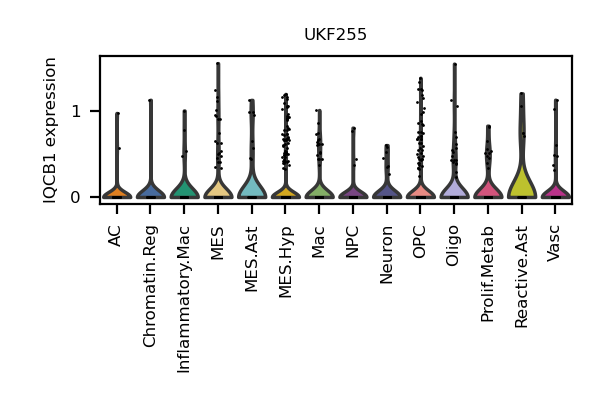 UKF255
IQCB1 expression
1
0
AC
Chromatin.Reg
Inflammatory.Mac
MES
MES.Ast
MES.Hyp
Mac
NPC
Neuron
OPC
Oligo
Prolif.Metab
Reactive.Ast
Vasc